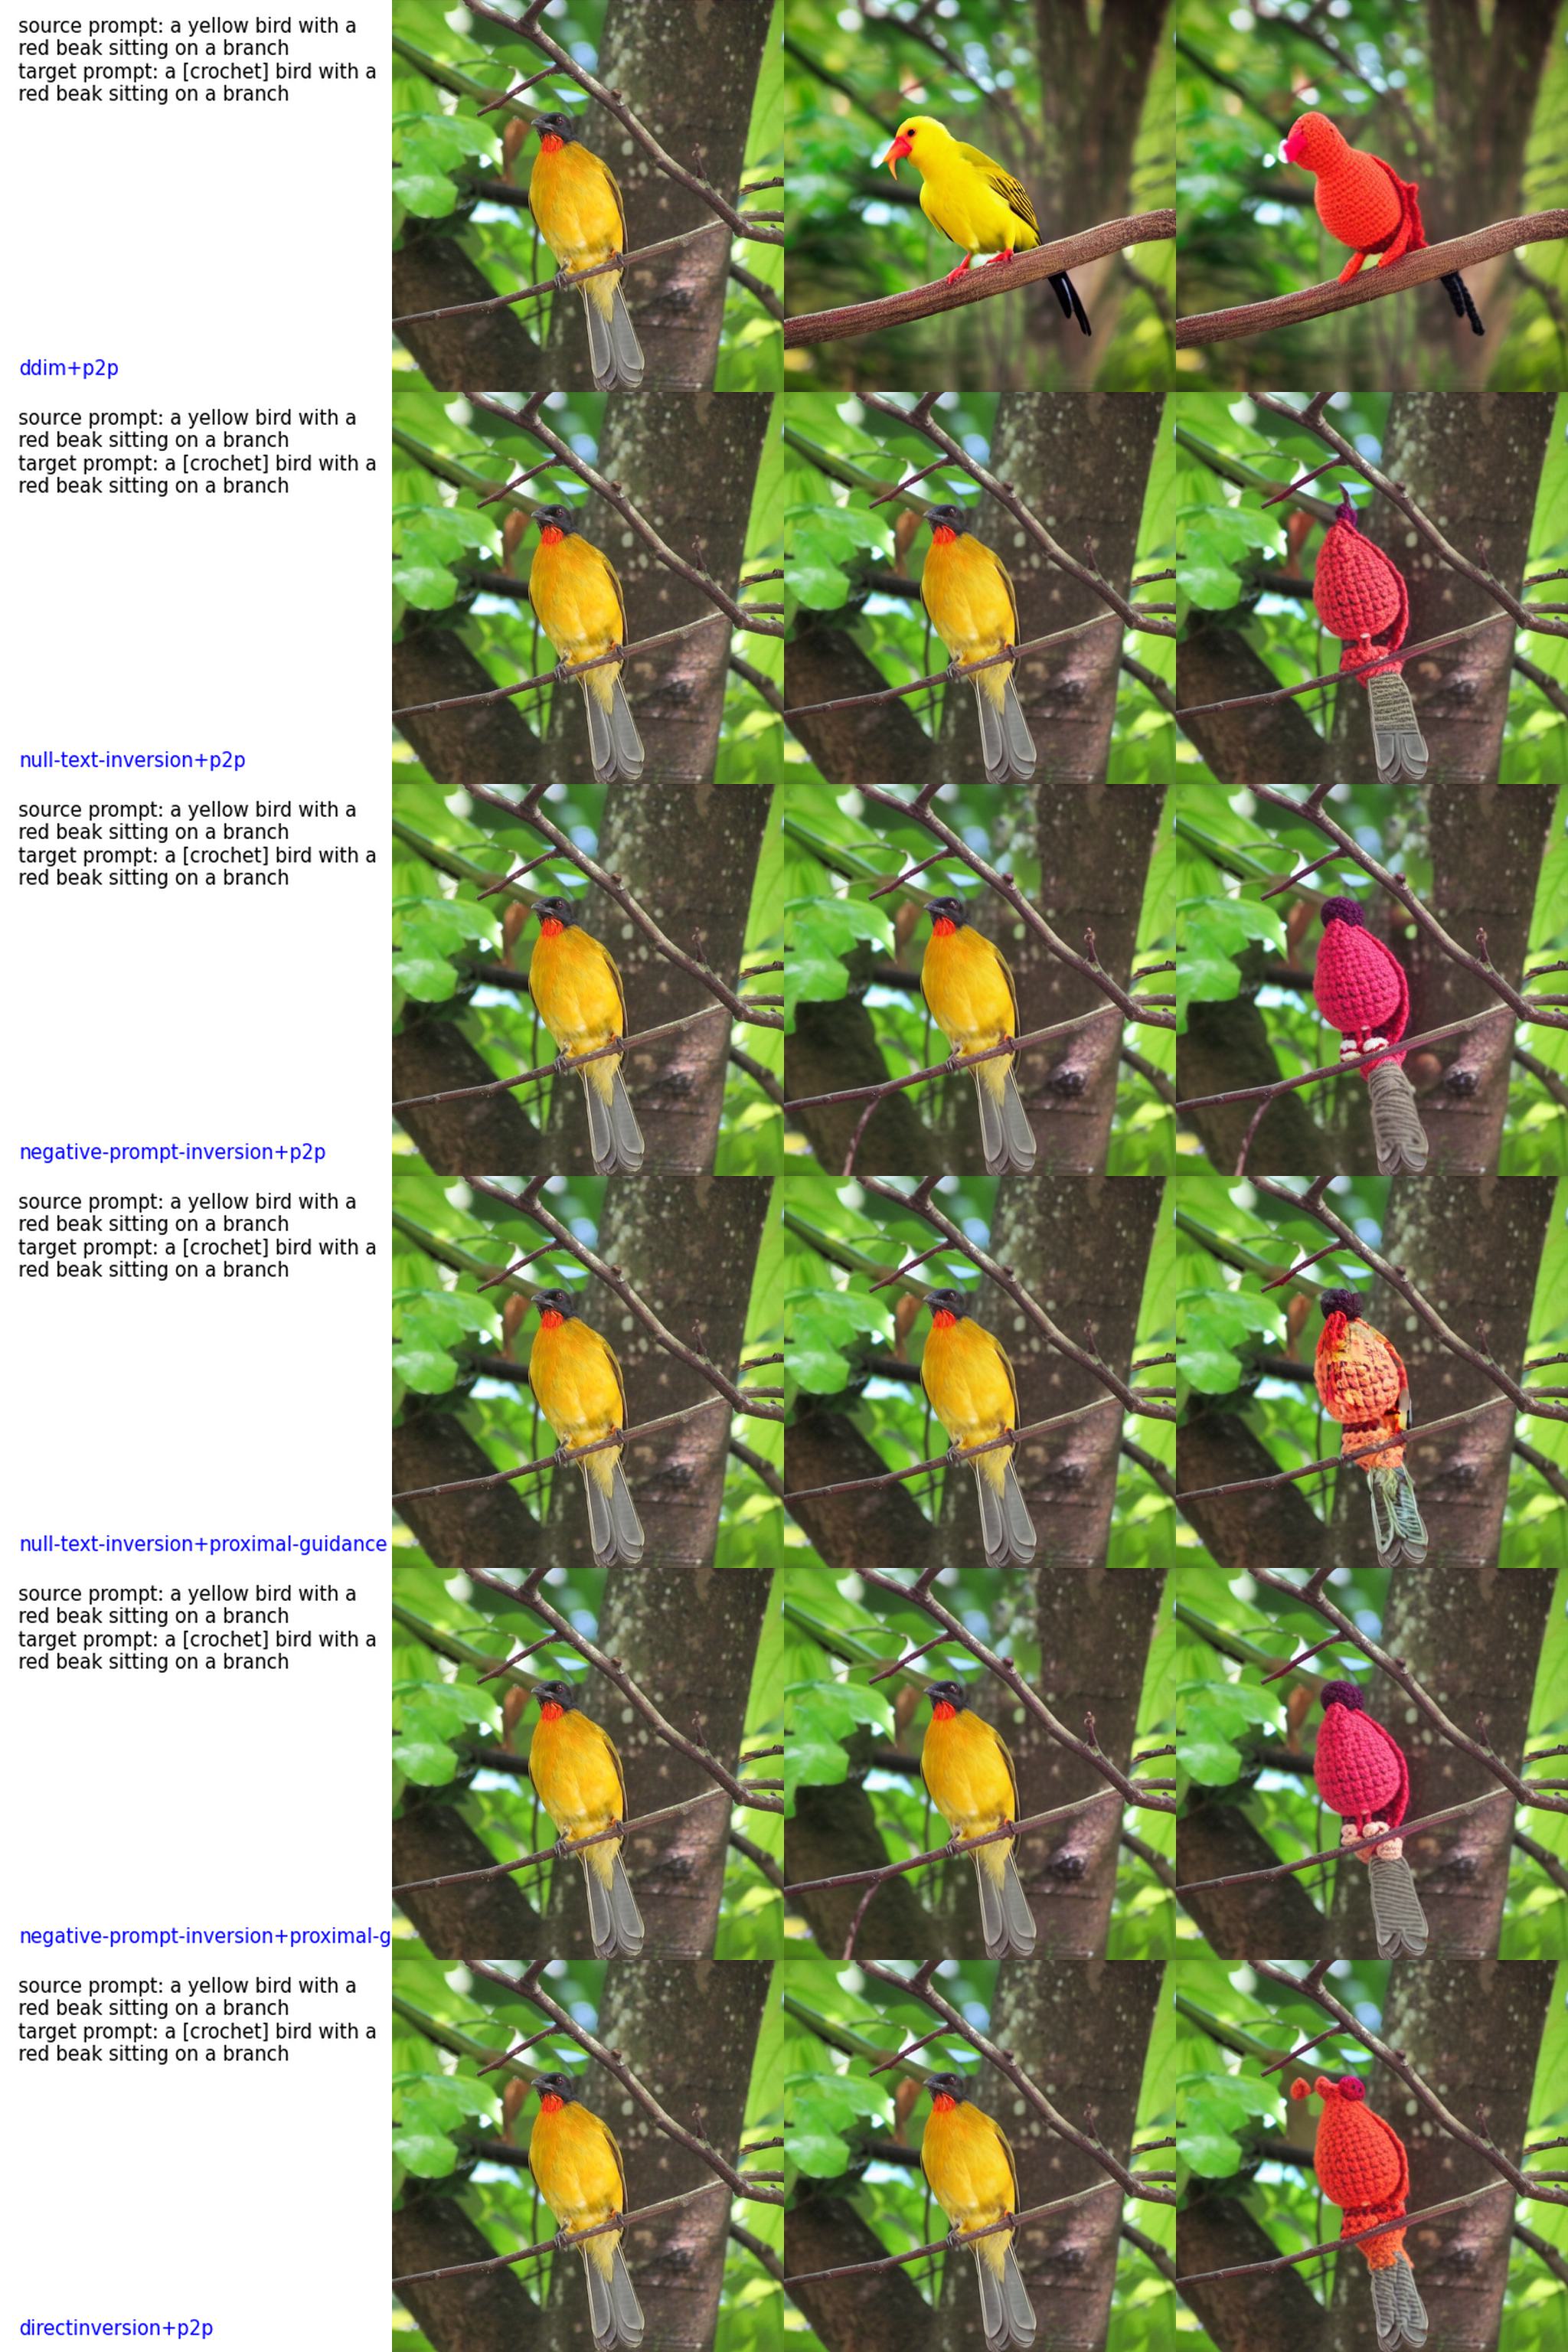 source prompt: a yellow bird with a
red beak sitting on a branch
target prompt: a [crochet] bird with a
red beak sitting on a branch
ddim+p2p
source prompt: a yellow bird with a
red beak sitting on a branch
target prompt: a [crochet] bird with a
red beak sitting on a branch
null-text-inversion+p2p
source prompt: a yellow bird with a
red beak sitting on a branch
target prompt: a [crochet] bird with a
red beak sitting on a branch
negative-prompt-inversion+p2p
source prompt: a yellow bird with a
red beak sitting on a branch
target prompt: a [crochet] bird with a
red beak sitting on a branch
null-text-inversion+proximal-guidance
source prompt: a yellow bird with a
red beak sitting on a branch
target prompt: a [crochet] bird with a
red beak sitting on a branch
negative-prompt-inversion+proximal-g
source prompt: a yellow bird with a
red beak sitting on a branch
target prompt: a [crochet] bird with a
red beak sitting on a branch
directinversion+p2p